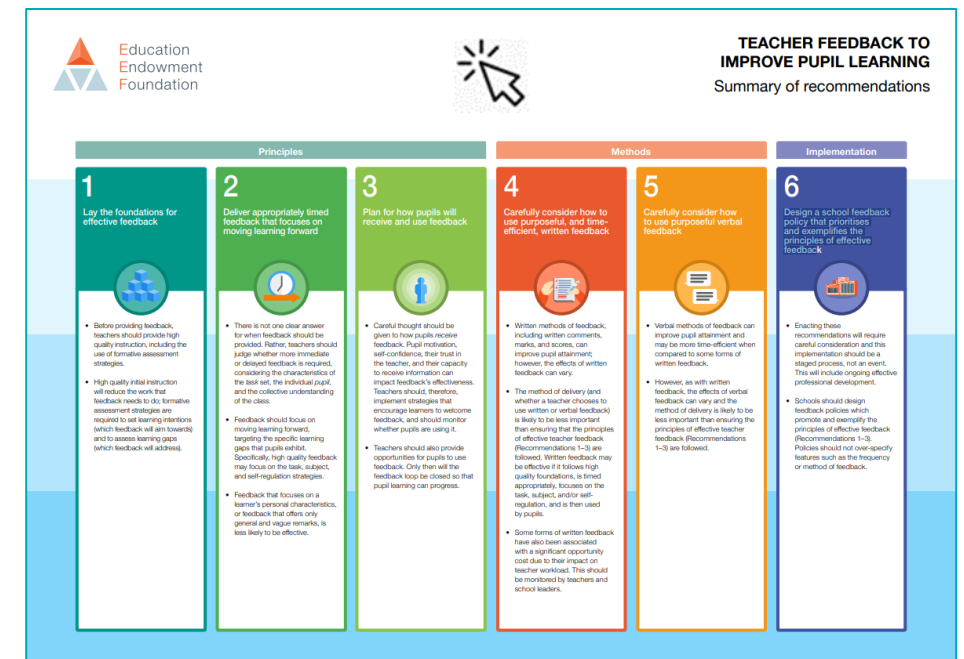 Education
Endowment
Foundation
TEACHER FEEDBACK TO
IMPROVE PUPIL LEARNING
Summary of recommendations
Principles
Methods
Implementation
1
Lay the foundations for
effective feedback
• Before providing feedback,
teachers should provide high
quality instruction, including the
use of formative assessment
strategies.
• High quality initial instruction
will reduce the work that
feedback needs to do; formative
assessment strategies are
required to set learning intentions
(which feedback will aim towards)
and to assess learning gaps
(which feedback will address).
2
Deliver appropriately timed
feedback that focuses on
moving learning forward
• There is not one clear answer
for when feedback should be
provided. Rather, teachers should
judge whether more immediate
or delayed feedback is required,
considering the characteristics of
the task set, the individual pupil,
and the collective understanding
of the class.
• Feedback should focus on
moving learning forward,
targeting the specific learning
gaps that pupils exhibit.
Specifically, high quality feedback
may focus on the task, subject,
and self-regulation strategies.
• Feedback that focuses on a
learner's personal characteristics,
or feedback that offers only
general and vague remarks, is
less likely to be effective.
3
Plan for how pupils will
receive and use feedback
• Careful thought should be
given to how pupils receive
feedback. Pupil motivation,
self-confidence, their trust in
the teacher, and their capacity
to receive information can
impact feedback's effectiveness.
Teachers should, therefore,
implement strategies that
encourage learners to welcome
feedback, and should monitor
whether pupils are using it.
• Teachers should also provide
opportunities for pupils to use
feedback. Only then will the
feedback loop be closed so that
pupil learning can progress.
4
Carefully consider how to
use purposeful, and time-
efficient, written feedback
• Written methods of feedback,
including written comments,
marks, and scores, can
improve pupil attainment;
however, the effects of written
feedback can vary.
• The method of delivery (and
whether a teacher chooses to
use written or verbal feedback)
is likely to be less important
than ensuring that the principles
of effective teacher feedback
(Recommendations 1–3) are
followed. Written feedback may
be effective if it follows high
quality foundations, is timed
appropriately, focuses on the
task, subject, and/or self-
regulation, and is then used
by pupils.
• Some forms of written feedback
have also been associated
with a significant opportunity
cost due to their impact on
teacher workload. This should
be monitored by teachers and
school leaders.
5
Carefully consider how
to use purposeful verbal
feedback
• Verbal methods of feedback can
improve pupil attainment and
may be more time-efficient when
compared to some forms of
written feedback.
• However, as with written
feedback, the effects of verbal
feedback can vary and the
method of delivery is likely to be
less important than ensuring the
principles of effective teacher
feedback (Recommendations
1–3) are followed.
6
Design a school feedback
policy that prioritises
and exemplifies the
principles of effective
feedback
• Enacting these
recommendations will require
careful consideration and this
implementation should be a
staged process, not an event.
This will include ongoing effective
professional development.
• Schools should design
feedback policies which
promote and exemplify the
principles of effective feedback
(Recommendations 1–3).
Policies should not over-specify
features such as the frequency
or method of feedback.